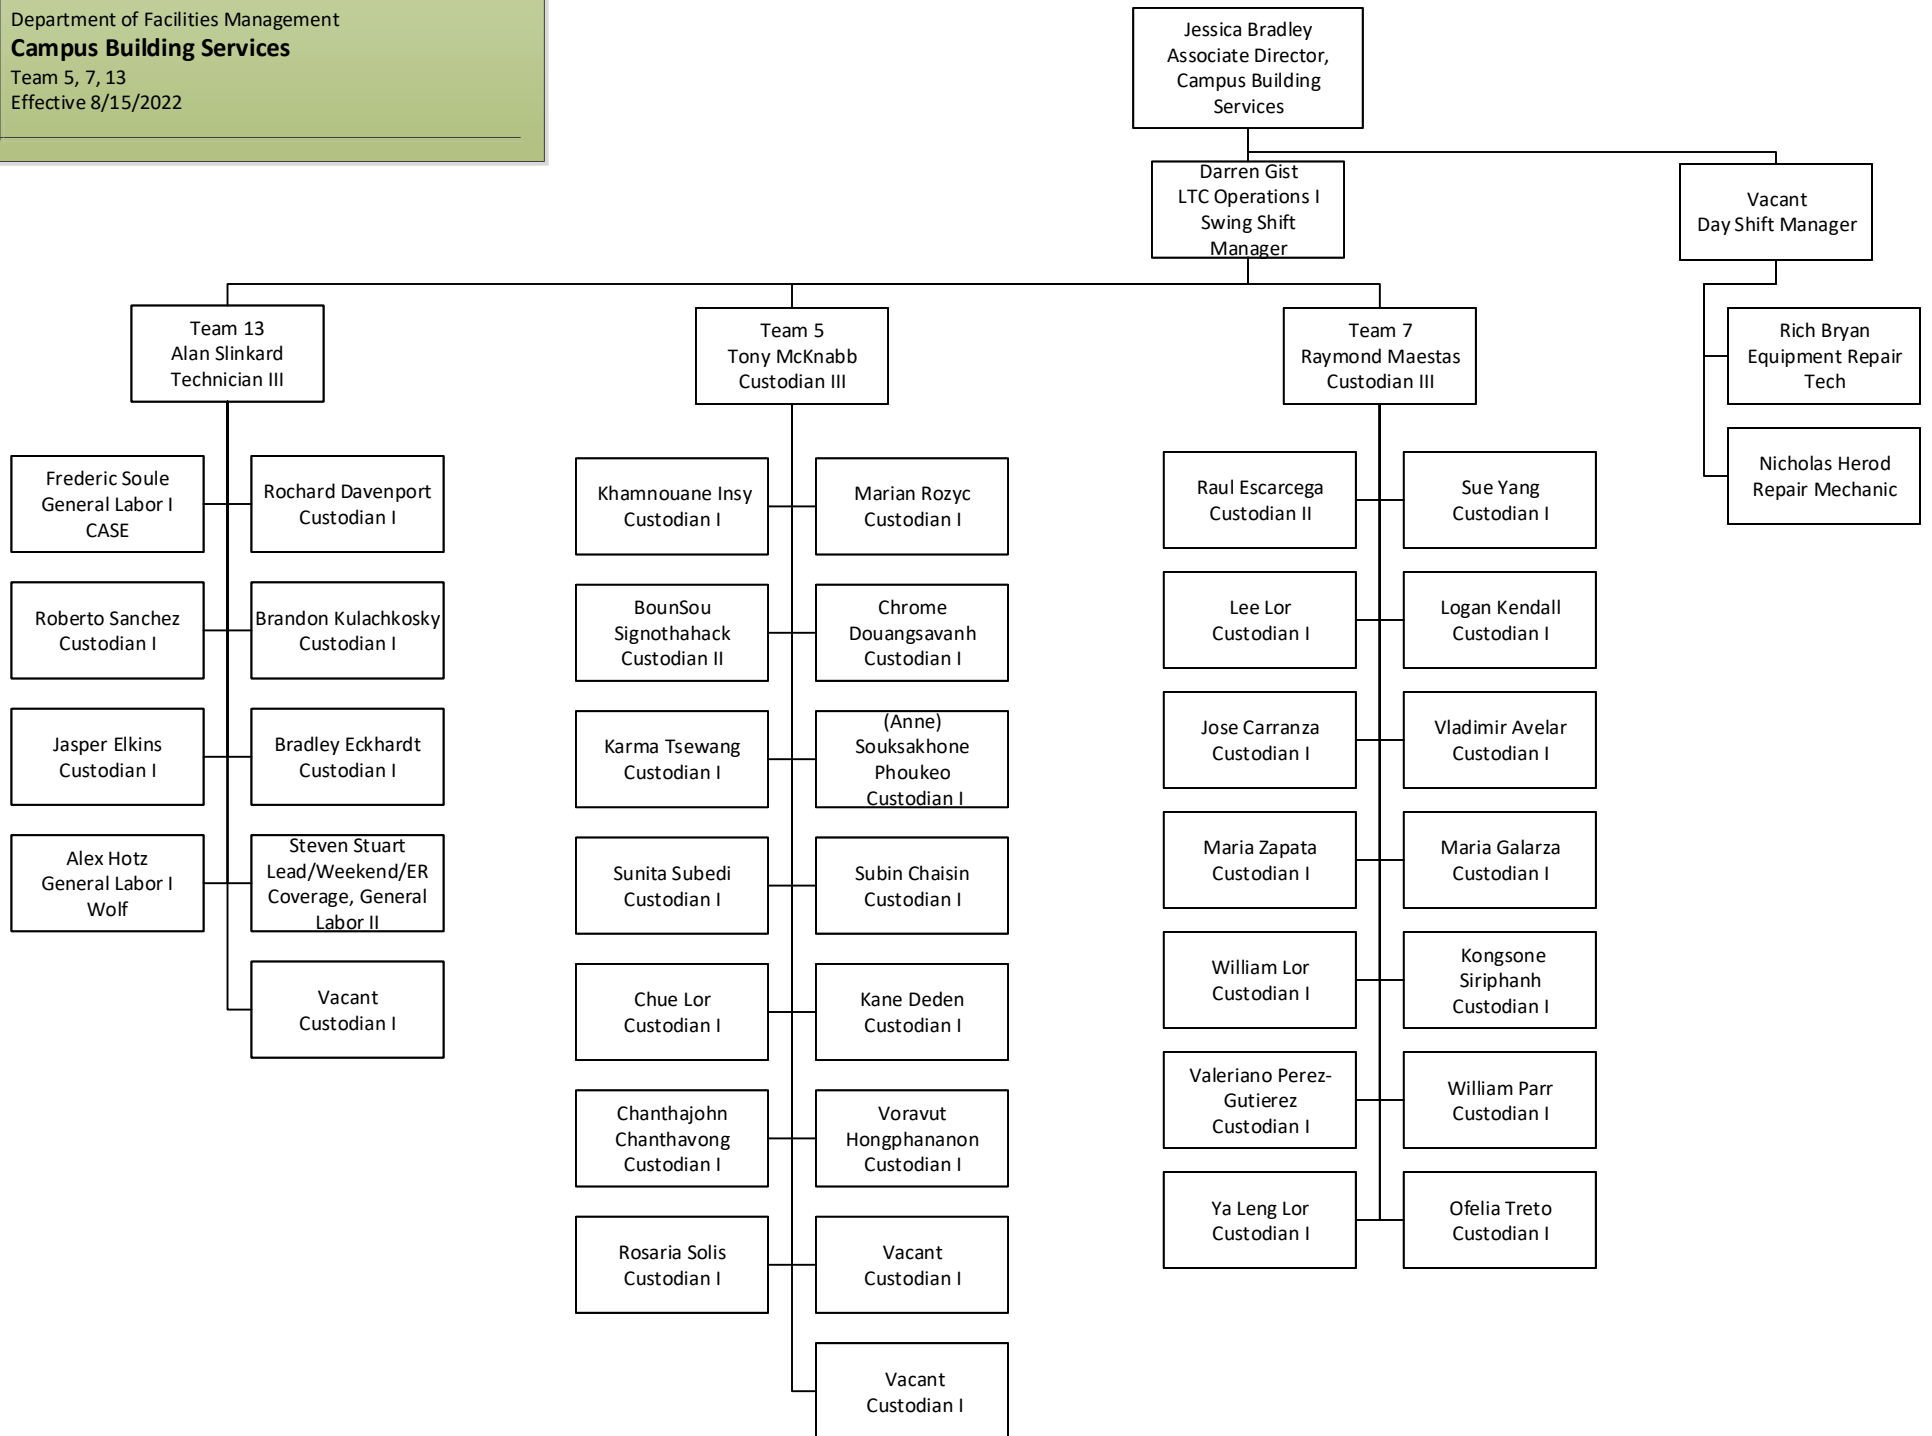 Department of Facilities Management
Campus Building Services
Team 5, 7, 13
Effective 8/15/2022
Jessica Bradley
Associate Director,
Campus Building
Services
Darren Gist
LTC Operations I
Swing Shift
Manager
Vacant
Day Shift Manager
Rich Bryan
Equipment Repair
Tech
Nicholas Herod
Repair Mechanic
Team 13
Alan Slinkard
Technician III
Frederic Soule
General Labor I
CASE
Rochard Davenport
Custodian I
Roberto Sanchez
Custodian I
Brandon Kulachkosky
Custodian I
Jasper Elkins
Custodian I
Bradley Eckhardt
Custodian I
Alex Hotz
General Labor I
Wolf
Steven Stuart
Lead/Weekend/ER
Coverage, General
Labor II
Vacant
Custodian I
Team 5
Tony McKnabb
Custodian III
Khamnouane Insy
Custodian I
Marian Rozyc
Custodian I
BounSou
Signothahack
Custodian II
Chrome
Douangsavanh
Custodian I
Karma Tsewang
Custodian I
(Anne)
Souksakhone
Phoukeo
Custodian I
Sunita Subedi
Custodian I
Subin Chaisin
Custodian I
Chue Lor
Custodian I
Kane Deden
Custodian I
Chanthajohn
Chanthavong
Custodian I
Voravut
Hongphananon
Custodian I
Rosaria Solis
Custodian I
Vacant
Custodian I
Vacant
Custodian I
Team 7
Raymond Maestas
Custodian III
Raul Escarcega
Custodian II
Sue Yang
Custodian I
Lee Lor
Custodian I
Logan Kendall
Custodian I
Jose Carranza
Custodian I
Vladimir Avelar
Custodian I
Maria Zapata
Custodian I
Maria Galarza
Custodian I
William Lor
Custodian I
Kongsone
Siriphanh
Custodian I
Valeriano Perez-
Gutierez
Custodian I
William Parr
Custodian I
Ya Leng Lor
Custodian I
Ofelia Treto
Custodian I